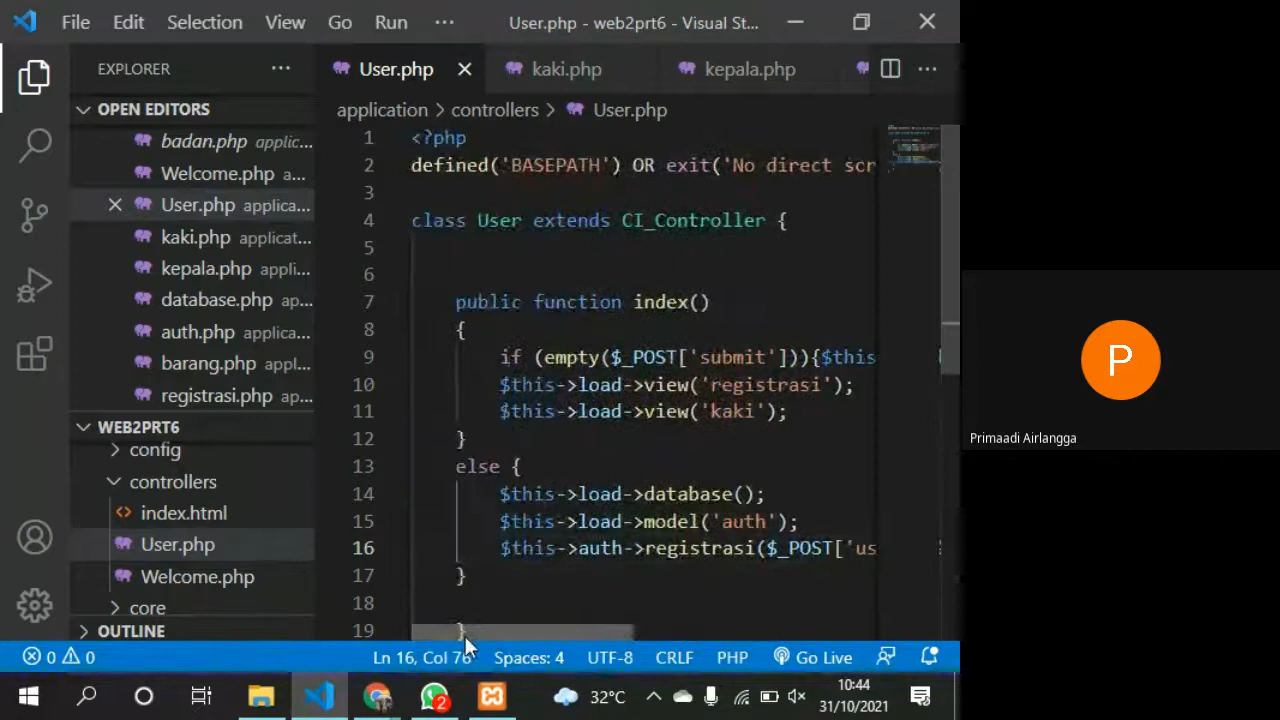 File Edit Selection View Go Run ··· User.php - web2prt6 - Visual St...
EXPLORER ··· User.php kaki.php kepala.php ···
OPEN EDITORS
badan.php applic...
Welcome.php a...
User.php applica...
kaki.php applicat...
kepala.php appli...
database.php ap...
auth.php applica...
barang.php applica...
registrasi.php ap...
WEB2PRT6
config
controllers
index.html
User.php
Welcome.php
core
OUTLINE
application > controllers > User.php
1 <?php
2 defined('BASEPATH') OR exit('No direct scr
3
4 class User extends CI_Controller {
5
6
7 public function index()
8 {
9 if (empty($_POST['submit'])){$this
10 $this->load->view('registrasi');
11 $this->load->view('kaki');
12 }
13 else {
14 $this->load->database();
15 $this->load->model('auth');
16 $this->auth->registrasi($_POST['us
17 }
18
19 }
0 0 Ln 16, Col 76 Spaces: 4 UTF-8 CRLF PHP Go Live
2 32°C 10:44
31/10/2021
P
Primaadi Airlangga